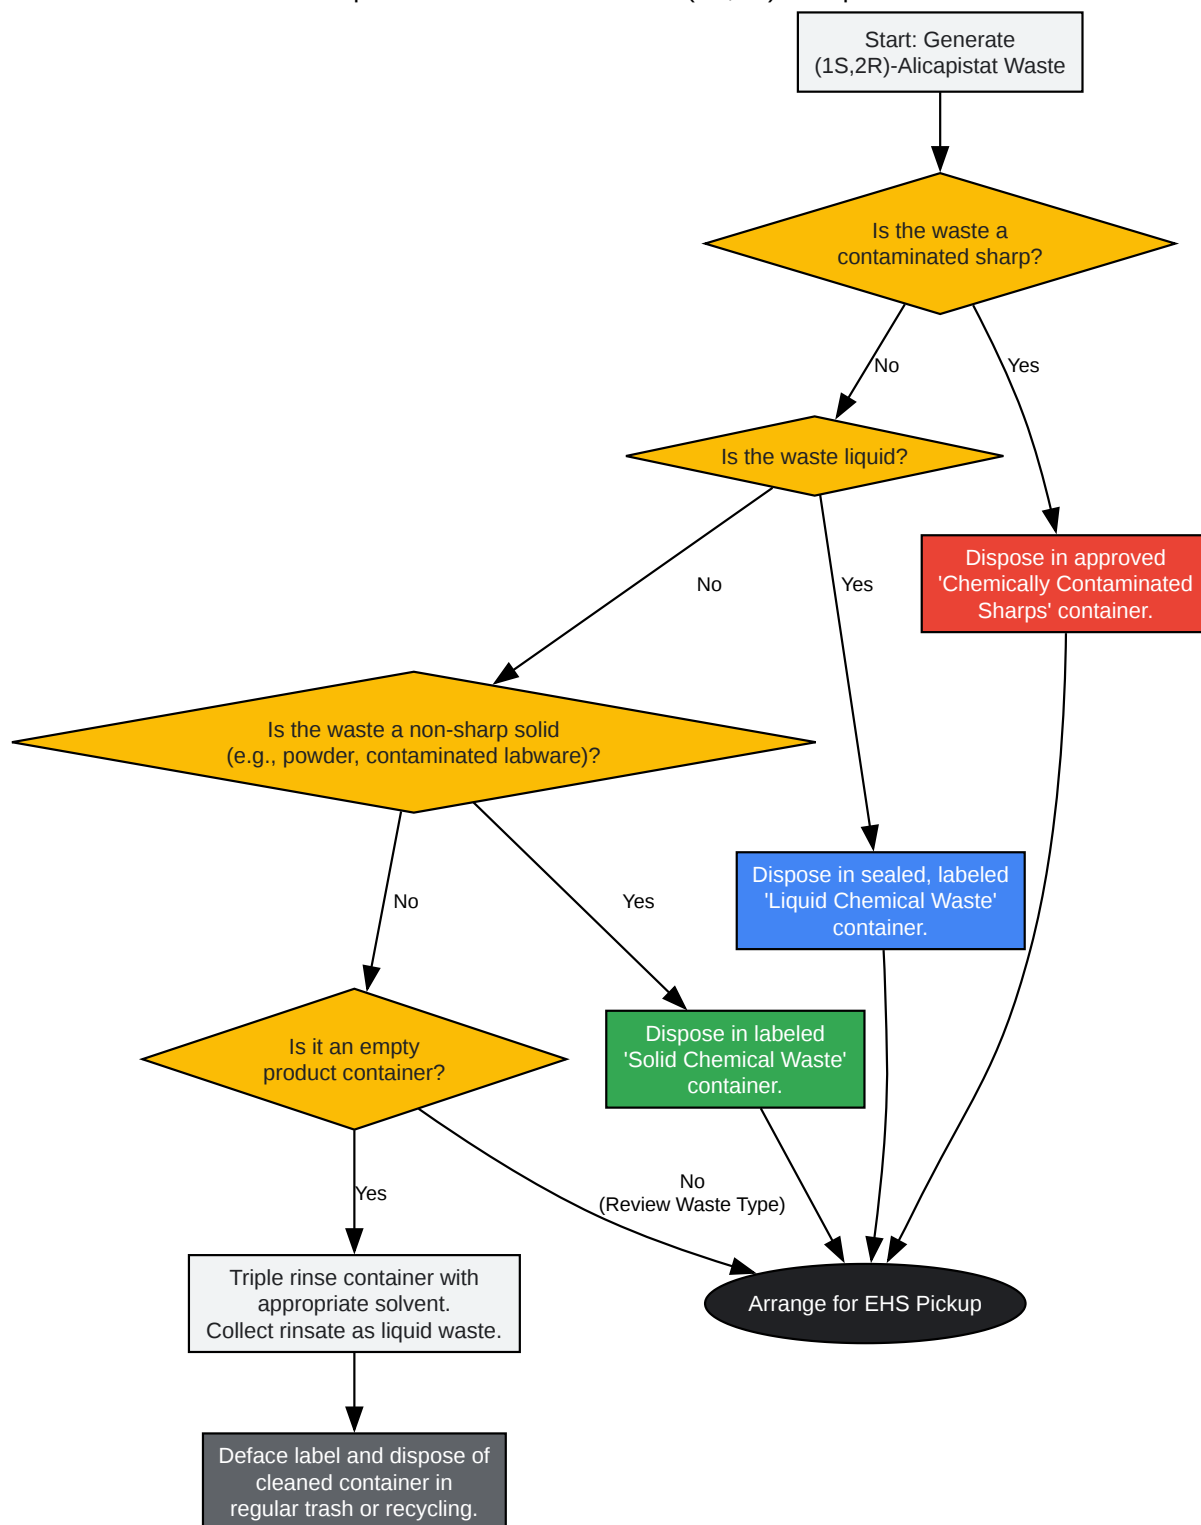 Start: Generate
(1S,2R)-Alicapistat Waste
Is the waste a
contaminated sharp?
No
Yes
Is the waste liquid?
No
Yes
Dispose in approved
'Chemically Contaminated
Sharps' container.
Is the waste a non-sharp solid
(e.g., powder, contaminated labware)?
No
Yes
Dispose in sealed, labeled
'Liquid Chemical Waste'
container.
Is it an empty
product container?
Dispose in labeled
'Solid Chemical Waste'
container.
Yes
No
(Review Waste Type)
Triple rinse container with
appropriate solvent.
Collect rinsate as liquid waste.
Arrange for EHS Pickup
Deface label and dispose of
cleaned container in
regular trash or recycling.